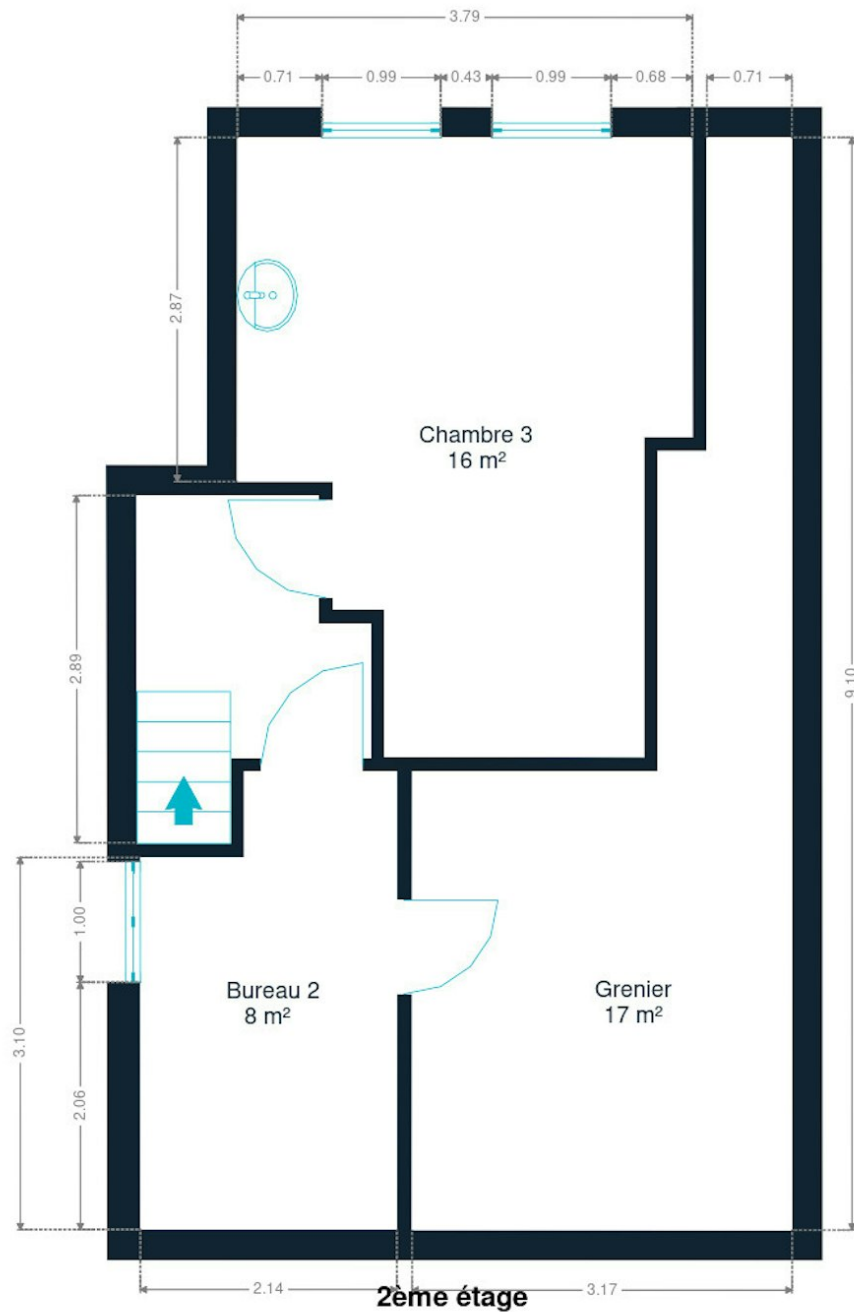 3.79
0.71 0.99 0.43 0.99 0.68 0.71
2.87
Chambre 3
16 m²
2.89
9.10
1.00
3.10
Bureau 2
8 m²
Grenier
17 m²
2.06
2.14
3.17
2ème étage